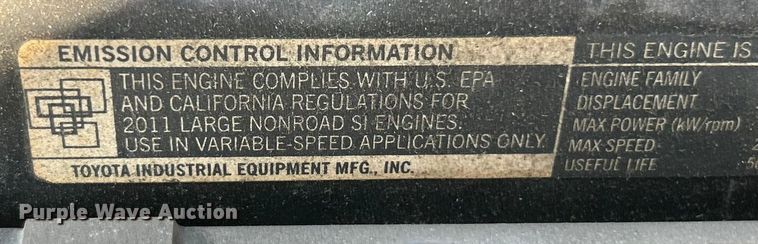 EMISSION CONTROL INFORMATION
THIS ENGINE COMPLIES WITH U.S. EPA
AND CALIFORNIA REGULATIONS FOR
2011 LARGE NONROAD SI ENGINES.
USE IN VARIABLE-SPEED APPLICATIONS ONLY.
TOYOTA INDUSTRIAL EQUIPMENT MFG., INC.
THIS ENGINE IS
ENGINE FAMILY
DISPLACEMENT
MAX POWER (kW/rpm)
MAX SPEED
USEFUL LIFE
Purple Wave Auction